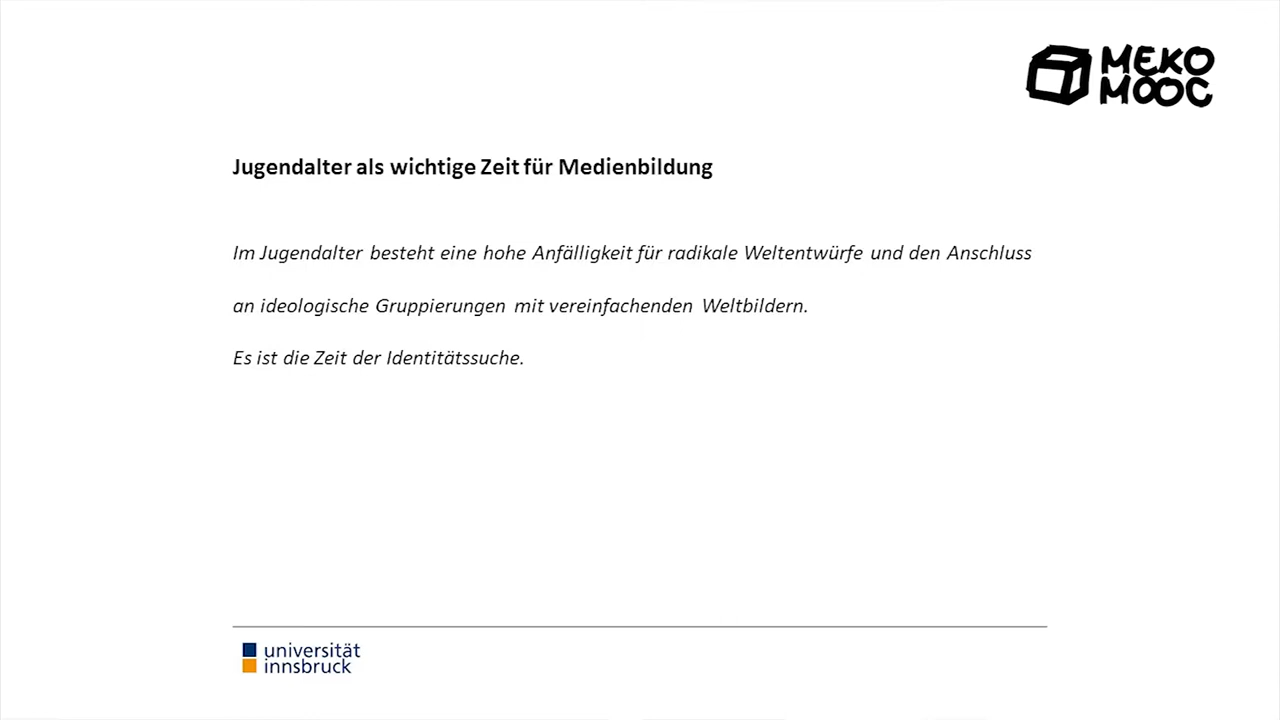 MEKO
MOOC
Jugendalter als wichtige Zeit für Medienbildung
Im Jugendalter besteht eine hohe Anfälligkeit für radikale Weltentwürfe und den Anschluss
an ideologische Gruppierungen mit vereinfachenden Weltbildern.
Es ist die Zeit der Identitätssuche.
universität
innsbruck